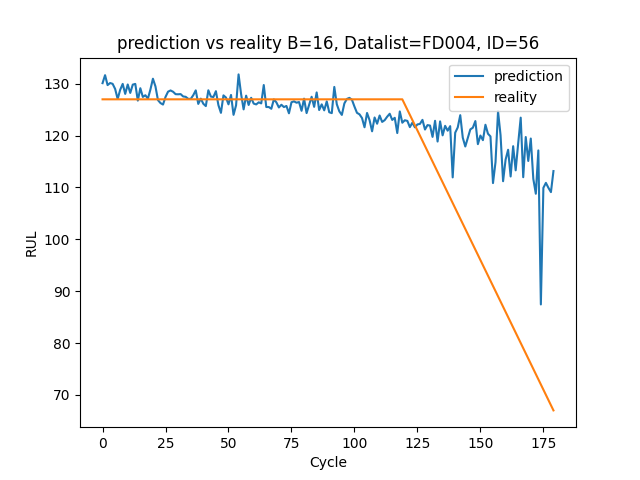 prediction vs reality B=16, Datalist=FD004, ID=56
prediction
reality
130
120
110
100
90
80
70
RUL
0 25 50 75 100 125 150 175
Cycle